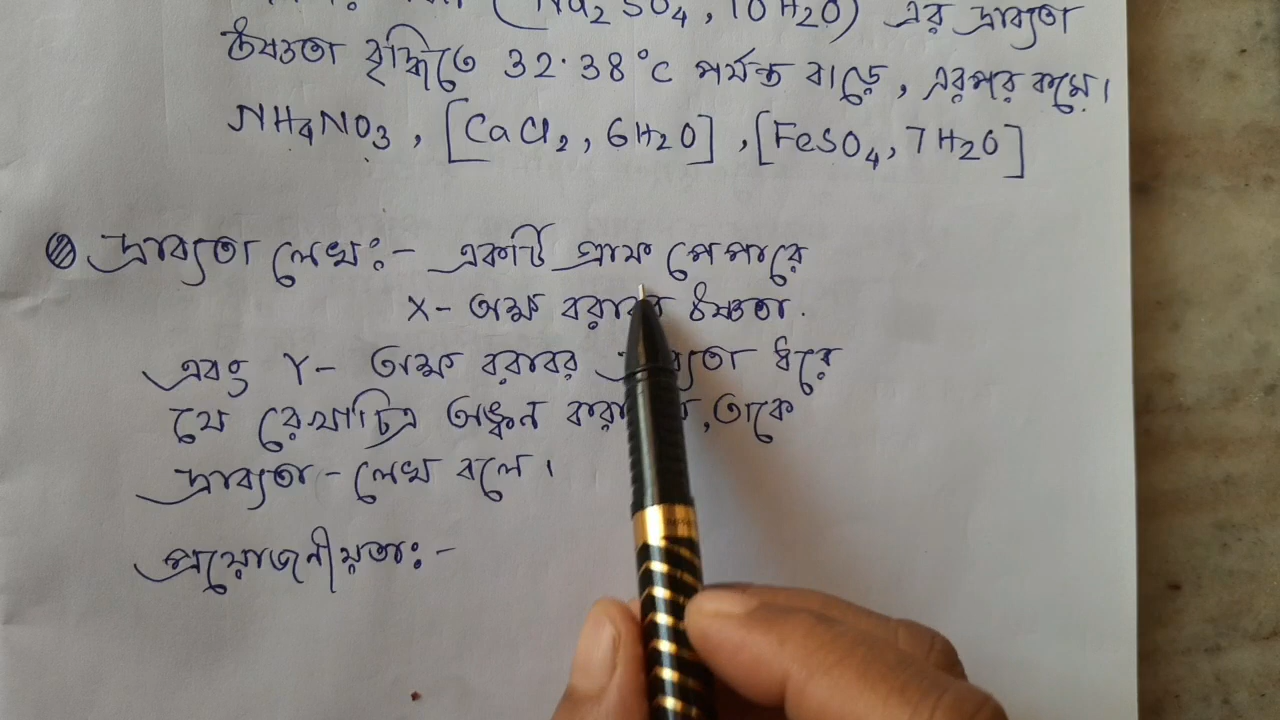 (Na2SO4, 10H2O) এর দ্রাব্যতা
উষ্ণতা বৃদ্ধিতে 32.38°C পর্যন্ত বাড়ে, এরপর কমে।
NH4NO3, [CaCl2, 6H2O], [FeSO4, 7H2O]
দ্রাব্যতা লেখঃ- একটি গ্রাফ পেপারে
X- অক্ষ বরাবর উষ্ণতা.
এবং Y- অক্ষ বরাবর দ্রাব্যতা ধরে
যে রেখাচিত্র অঙ্কন করা, তাকে
দ্রাব্যতা-লেখ বলে।
প্রয়োজনীয়তাঃ-